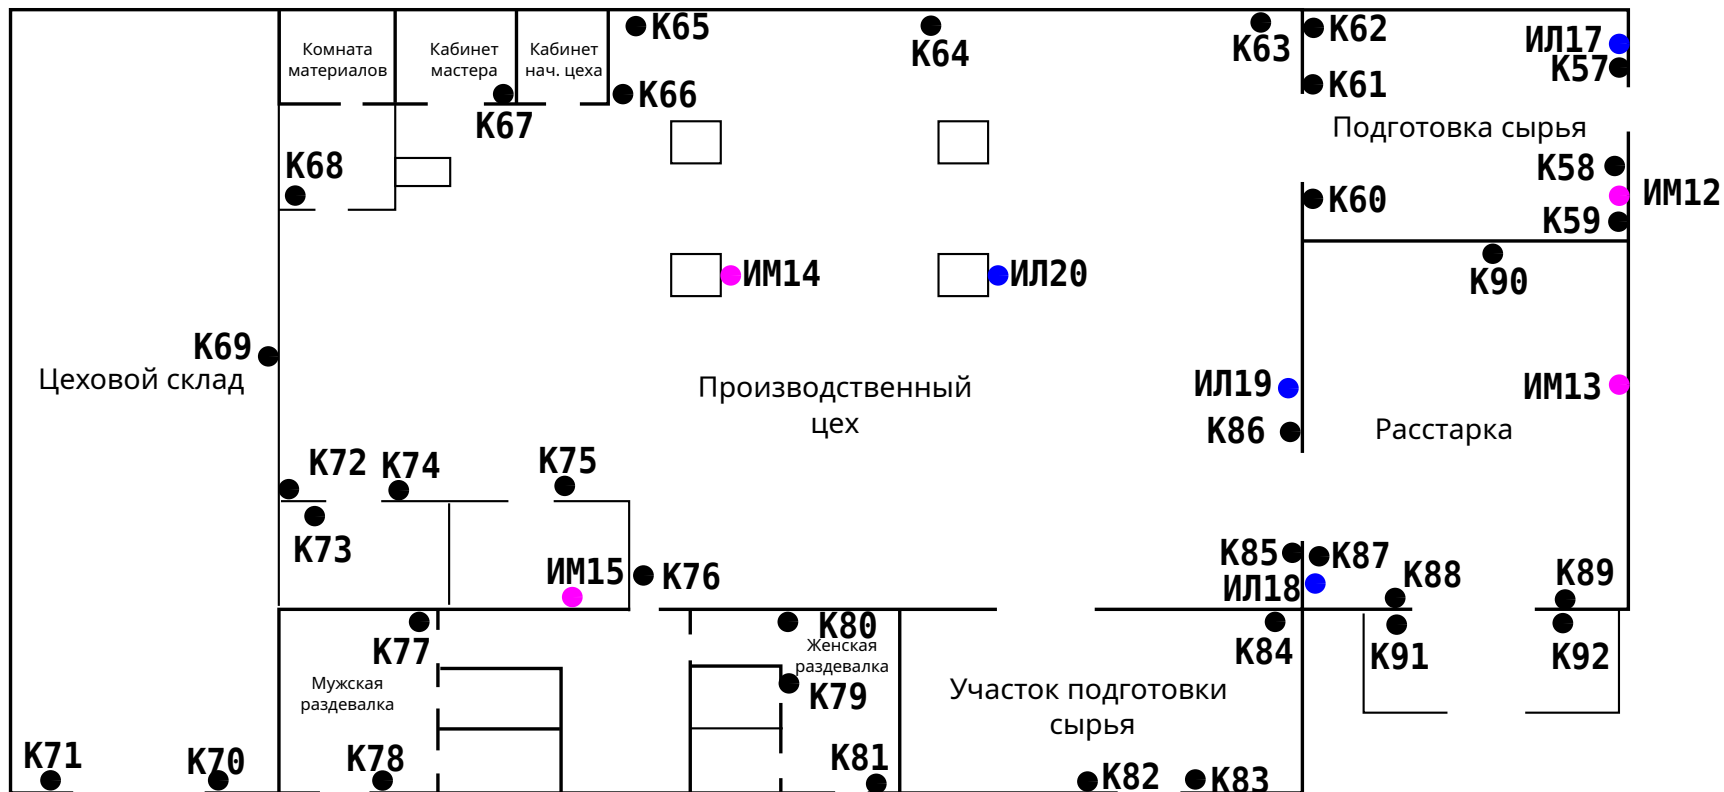 К65
К64
К63
К62
ИЛ17
К57
Комната
материалов
Кабинет
мастера
Кабинет
нач. цеха
К61
К66
К67
Подготовка сырья
К68
К58
ИМ12
К60
К59
ИМ14
ИЛ20
К90
К69
Цеховой склад
Производственный
цех
ИЛ19
ИМ13
К86
Расстарка
К72
К74
К75
К73
К85
К87
ИМ15
К76
ИЛ18
К88
К89
К77
К80
Женская
раздевалка
К84
К91
К92
Мужская
раздевалка
К79
Участок подготовки
сырья
К71
К70
К78
К81
К82
К83